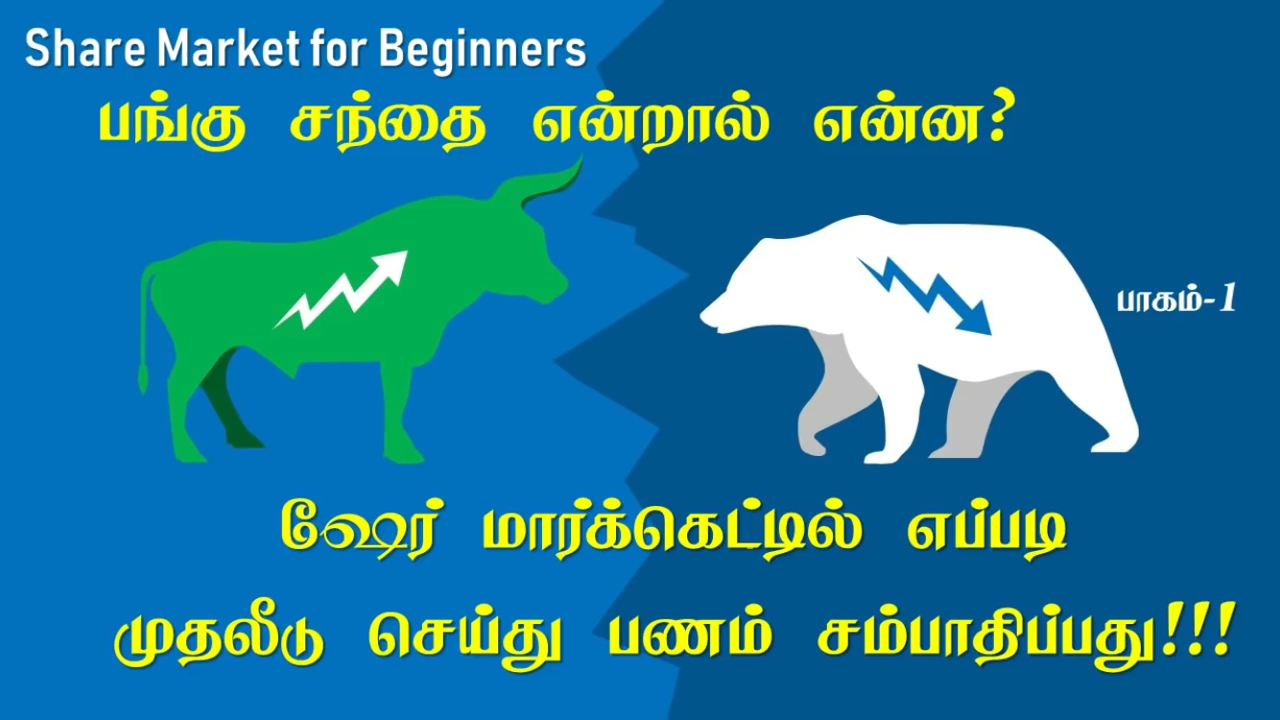 Share Market for Beginners
பங்கு சந்தை என்றால் என்ன?
பாகம்-1
ஷேர் மார்க்கெட்டில் எப்படி
முதலீடு செய்து பணம் சம்பாதிப்பது!!!